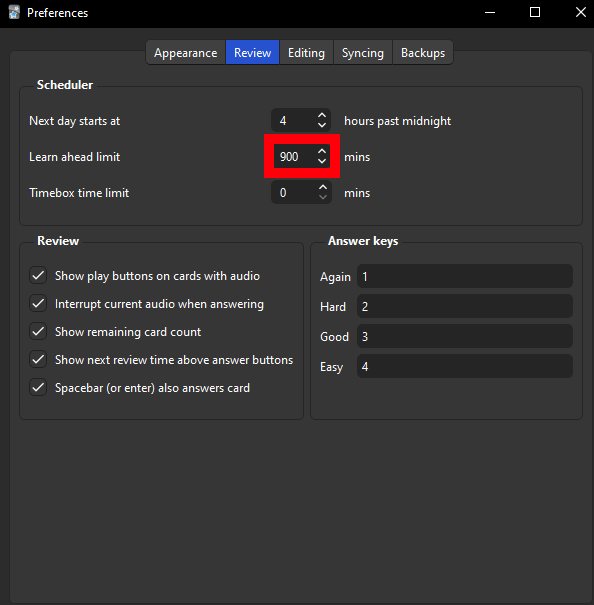 Preferences
Appearance Review Editing Syncing Backups
Scheduler
Next day starts at 4 hours past midnight
Learn ahead limit 900 mins
Timebox time limit 0 mins
Review
Show play buttons on cards with audio
Interrupt current audio when answering
Show remaining card count
Show next review time above answer buttons
Spacebar (or enter) also answers card
Answer keys
Again 1
Hard 2
Good 3
Easy 4